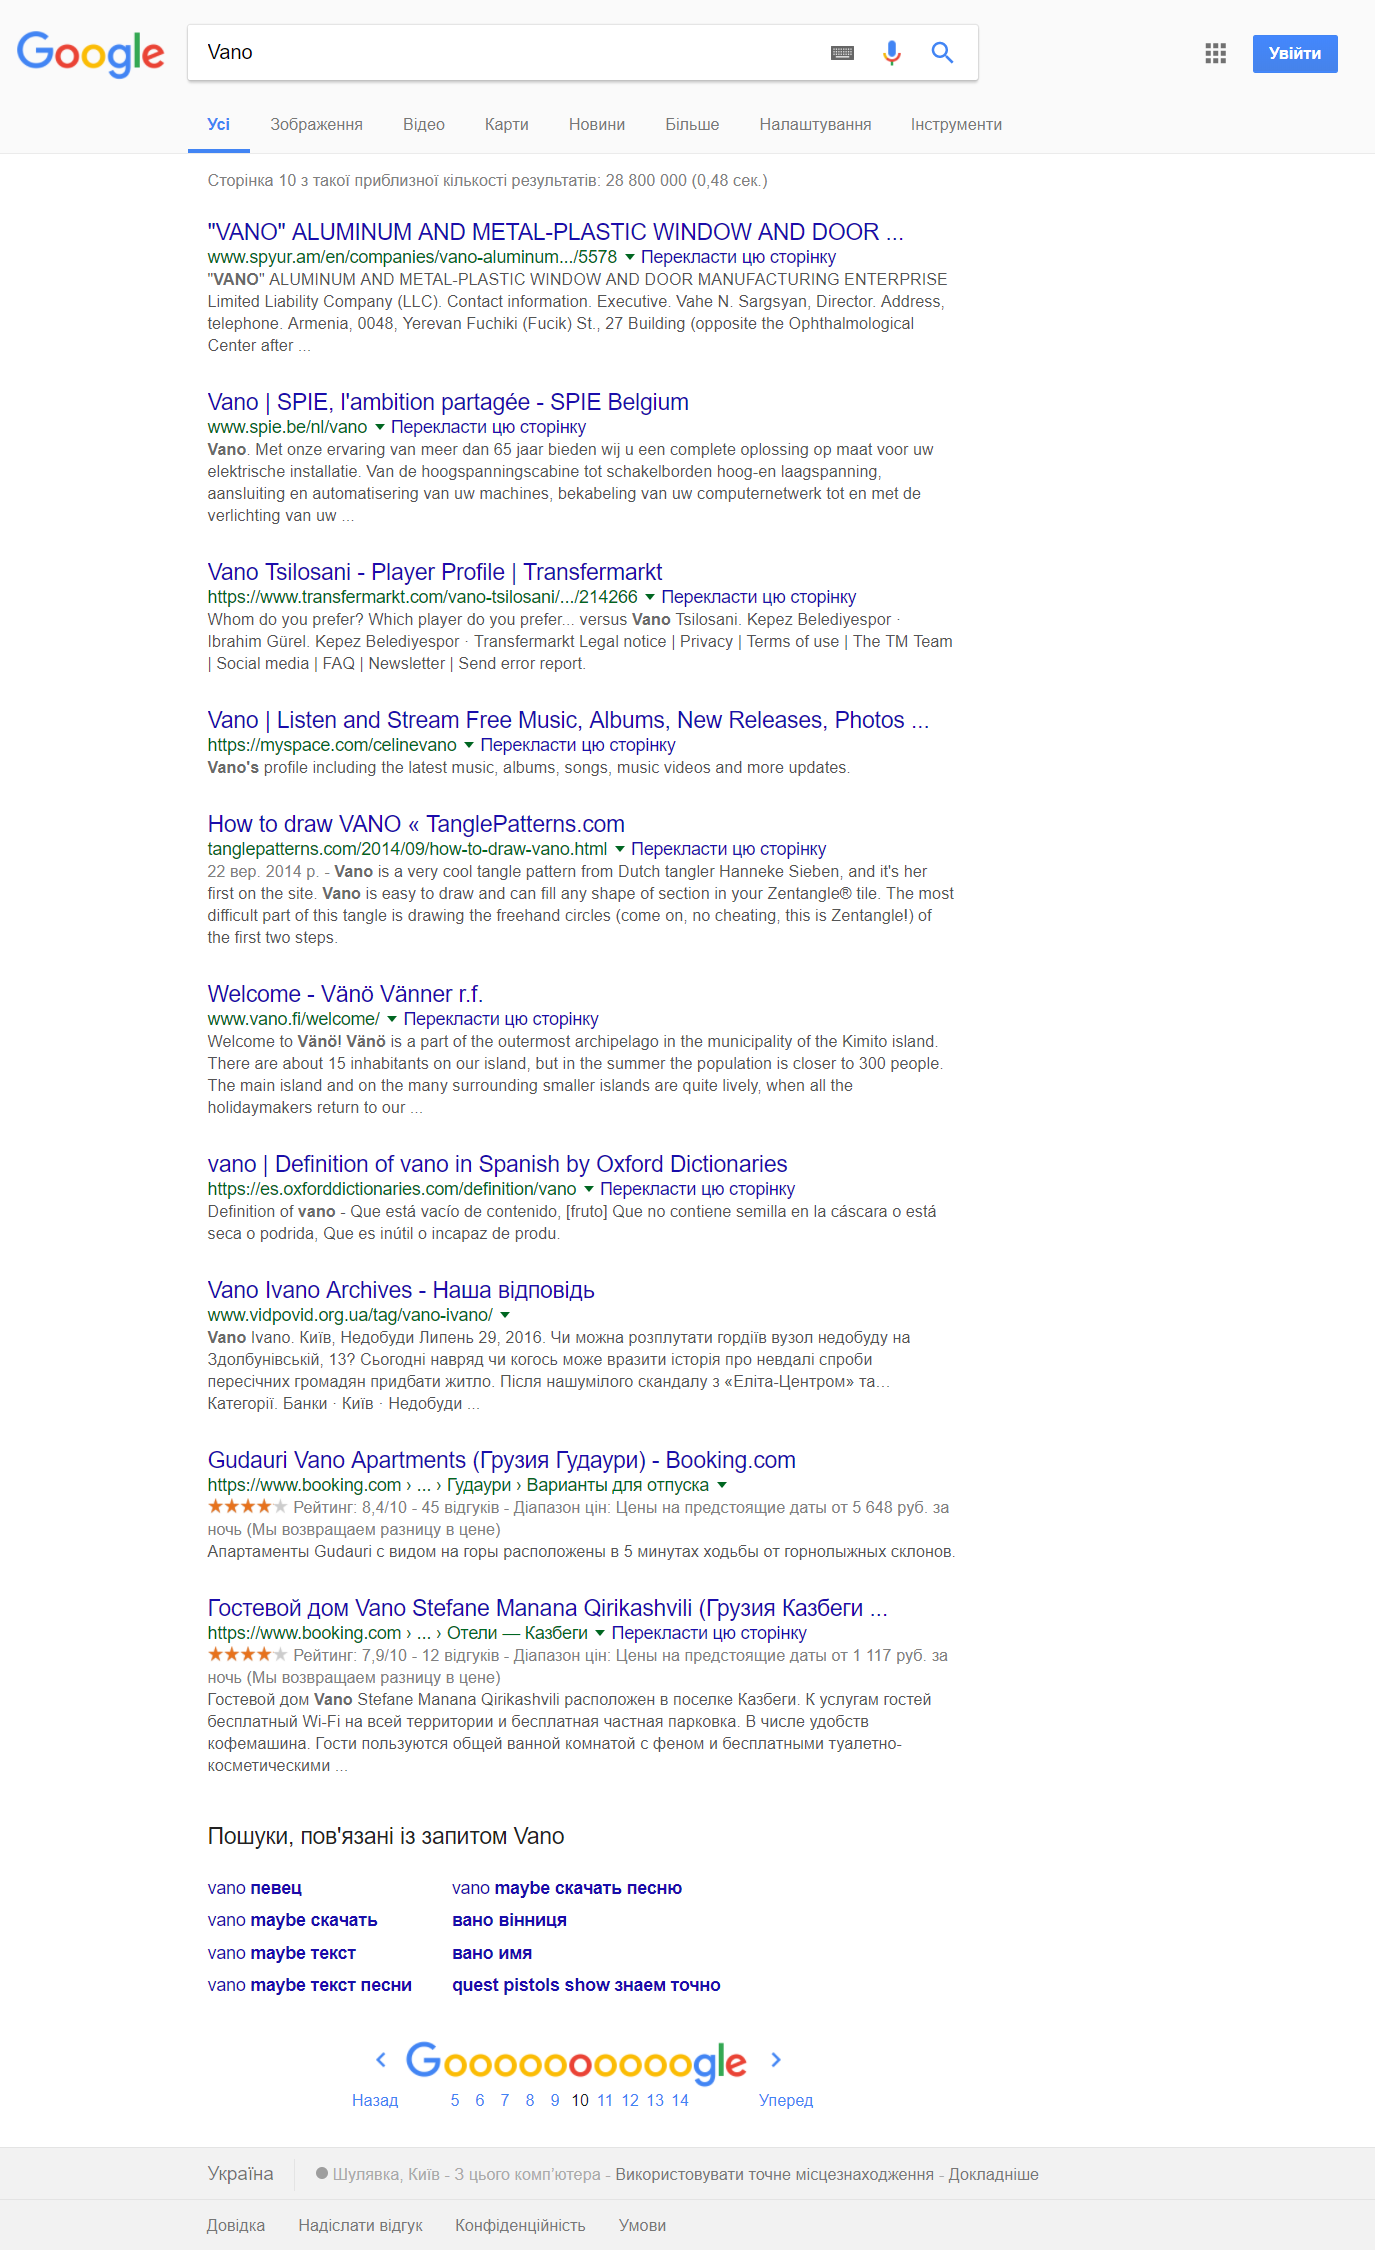 Google
Vano
Увійти
Усі Зображення Відео Карти Новини Більше Налаштування Інструменти
Сторінка 10 з такої приблизної кількості результатів: 28 800 000 (0,48 сек.)
"VANO" ALUMINUM AND METAL-PLASTIC WINDOW AND DOOR ...
www.spyur.am/en/companies/vano-aluminum.../5578 Перекласти цю сторінку
"VANO" ALUMINUM AND METAL-PLASTIC WINDOW AND DOOR MANUFACTURING ENTERPRISE
Limited Liability Company (LLC). Contact information. Executive. Vahe N. Sargsyan, Director. Address,
telephone. Armenia, 0048, Yerevan Fuchiki (Fucik) St., 27 Building (opposite the Ophthalmological
Center after ...
Vano | SPIE, l'ambition partagée - SPIE Belgium
www.spie.be/nl/vano Перекласти цю сторінку
Vano. Met onze ervaring van meer dan 65 jaar bieden wij u een complete oplossing op maat voor uw
elektrische installatie. Van de hoogspanningscabine tot schakelborden hoog-en laagspanning,
aansluiting en automatisering van uw machines, bekabeling van uw computernetwerk tot en met de
verlichting van uw ...
Vano Tsilosani - Player Profile | Transfermarkt
https://www.transfermarkt.com/vano-tsilosani/.../214266 Перекласти цю сторінку
Whom do you prefer? Which player do you prefer... versus Vano Tsilosani. Kepez Belediyespor ·
Ibrahim Gürel. Kepez Belediyespor · Transfermarkt Legal notice | Privacy | Terms of use | The TM Team
| Social media | FAQ | Newsletter | Send error report.
Vano | Listen and Stream Free Music, Albums, New Releases, Photos ...
https://myspace.com/celinevano Перекласти цю сторінку
Vano's profile including the latest music, albums, songs, music videos and more updates.
How to draw VANO « TanglePatterns.com
tanglepatterns.com/2014/09/how-to-draw-vano.html Перекласти цю сторінку
22 вер. 2014 р. - Vano is a very cool tangle pattern from Dutch tangler Hanneke Sieben, and it's her
first on the site. Vano is easy to draw and can fill any shape of section in your Zentangle® tile. The most
difficult part of this tangle is drawing the freehand circles (come on, no cheating, this is Zentangle!) of
the first two steps.
Welcome - Vänö Vänner r.f.
www.vano.fi/welcome/ Перекласти цю сторінку
Welcome to Vänö! Vänö is a part of the outermost archipelago in the municipality of the Kimito island.
There are about 15 inhabitants on our island, but in the summer the population is closer to 300 people.
The main island and on the many surrounding smaller islands are quite lively, when all the
holidaymakers return to our ...
vano | Definition of vano in Spanish by Oxford Dictionaries
https://es.oxforddictionaries.com/definition/vano Перекласти цю сторінку
Definition of vano - Que está vacío de contenido, [fruto] Que no contiene semilla en la cáscara o está
seca o podrida, Que es inútil o incapaz de produ.
Vano Ivano Archives - Наша відповідь
www.vidpovid.org.ua/tag/vano-ivano/
Vano Ivano. Київ, Недобуди Липень 29, 2016. Чи можна розплутати гордіїв вузол недобуду на
Здолбунівській, 13? Сьогодні навряд чи когось може вразити історія про невдалі спроби
пересічних громадян придбати житло. Після нашумілого скандалу з «Еліта-Центром» та...
Категорії. Банки · Київ · Недобуди ...
Gudauri Vano Apartments (Грузия Гудаури) - Booking.com
https://www.booking.com › ... › Гудаури › Варианты для отпуска
Рейтинг: 8,4/10 - 45 відгуків - Діапазон цін: Цены на предстоящие даты от 5 648 руб. за
ночь (Мы возвращаем разницу в цене)
Апартаменты Gudauri с видом на горы расположены в 5 минутах ходьбы от горнолыжных склонов.
Гостевой дом Vano Stefane Manana Qirikashvili (Грузия Казбеги ...
https://www.booking.com › ... › Отели — Казбеги Перекласти цю сторінку
Рейтинг: 7,9/10 - 12 відгуків - Діапазон цін: Цены на предстоящие даты от 1 117 руб. за
ночь (Мы возвращаем разницу в цене)
Гостевой дом Vano Stefane Manana Qirikashvili расположен в поселке Казбеги. К услугам гостей
бесплатный Wi-Fi на всей территории и бесплатная частная парковка. В числе удобств
кофемашина. Гости пользуются общей ванной комнатой с феном и бесплатными туалетно-
косметическими ...
Пошуки, пов'язані із запитом Vano
vano певец vano maybe скачать песню
vano maybe скачать вано вінниця
vano maybe текст вано имя
vano maybe текст песни quest pistols show знаем точно
Goooooooooogle
Назад 5 6 7 8 9 10 11 12 13 14 Уперед
Україна Шулявка, Київ - З цього комп'ютера - Використовувати точне місцезнаходження - Докладніше
Довідка Надіслати відгук Конфіденційність Умови